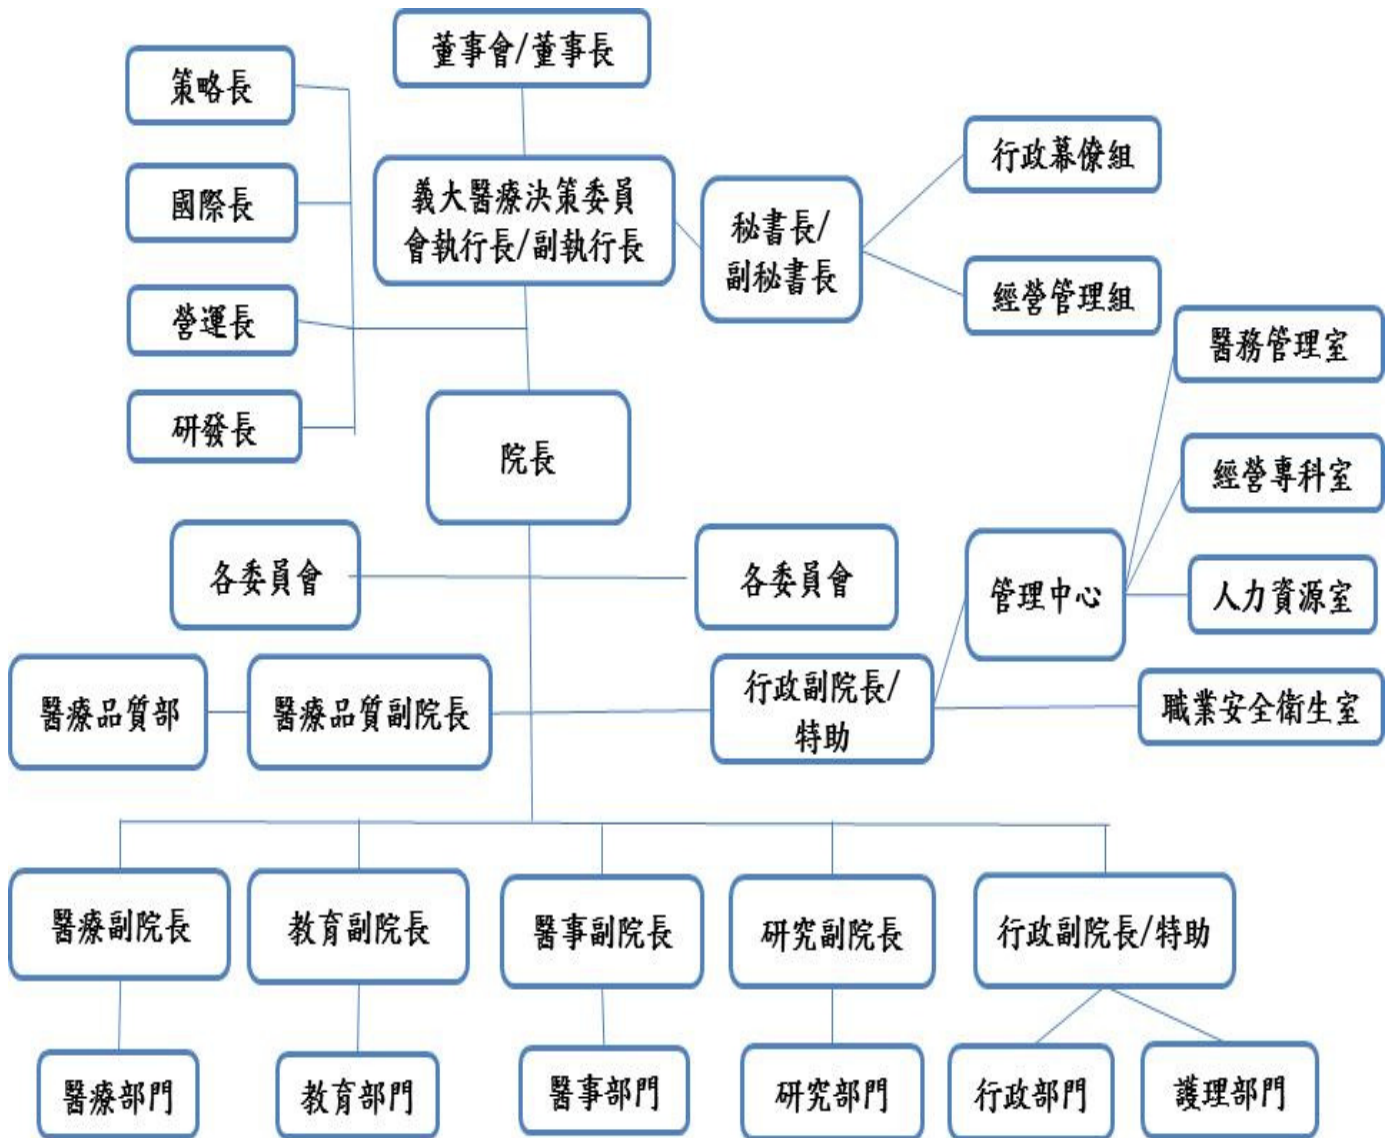 董事會/董事長
策略長
國際長
營運長
研發長
義大醫療決策委員
會執行長/副執行長
秘書長/
副秘書長
行政幕僚組
經營管理組
院長
各委員會
各委員會
醫務管理室
經營專科室
人力資源室
管理中心
醫療品質部
醫療品質副院長
行政副院長/
特助
職業安全衛生室
醫療副院長
教育副院長
醫事副院長
研究副院長
行政副院長/特助
醫療部門
教育部門
醫事部門
研究部門
行政部門
護理部門